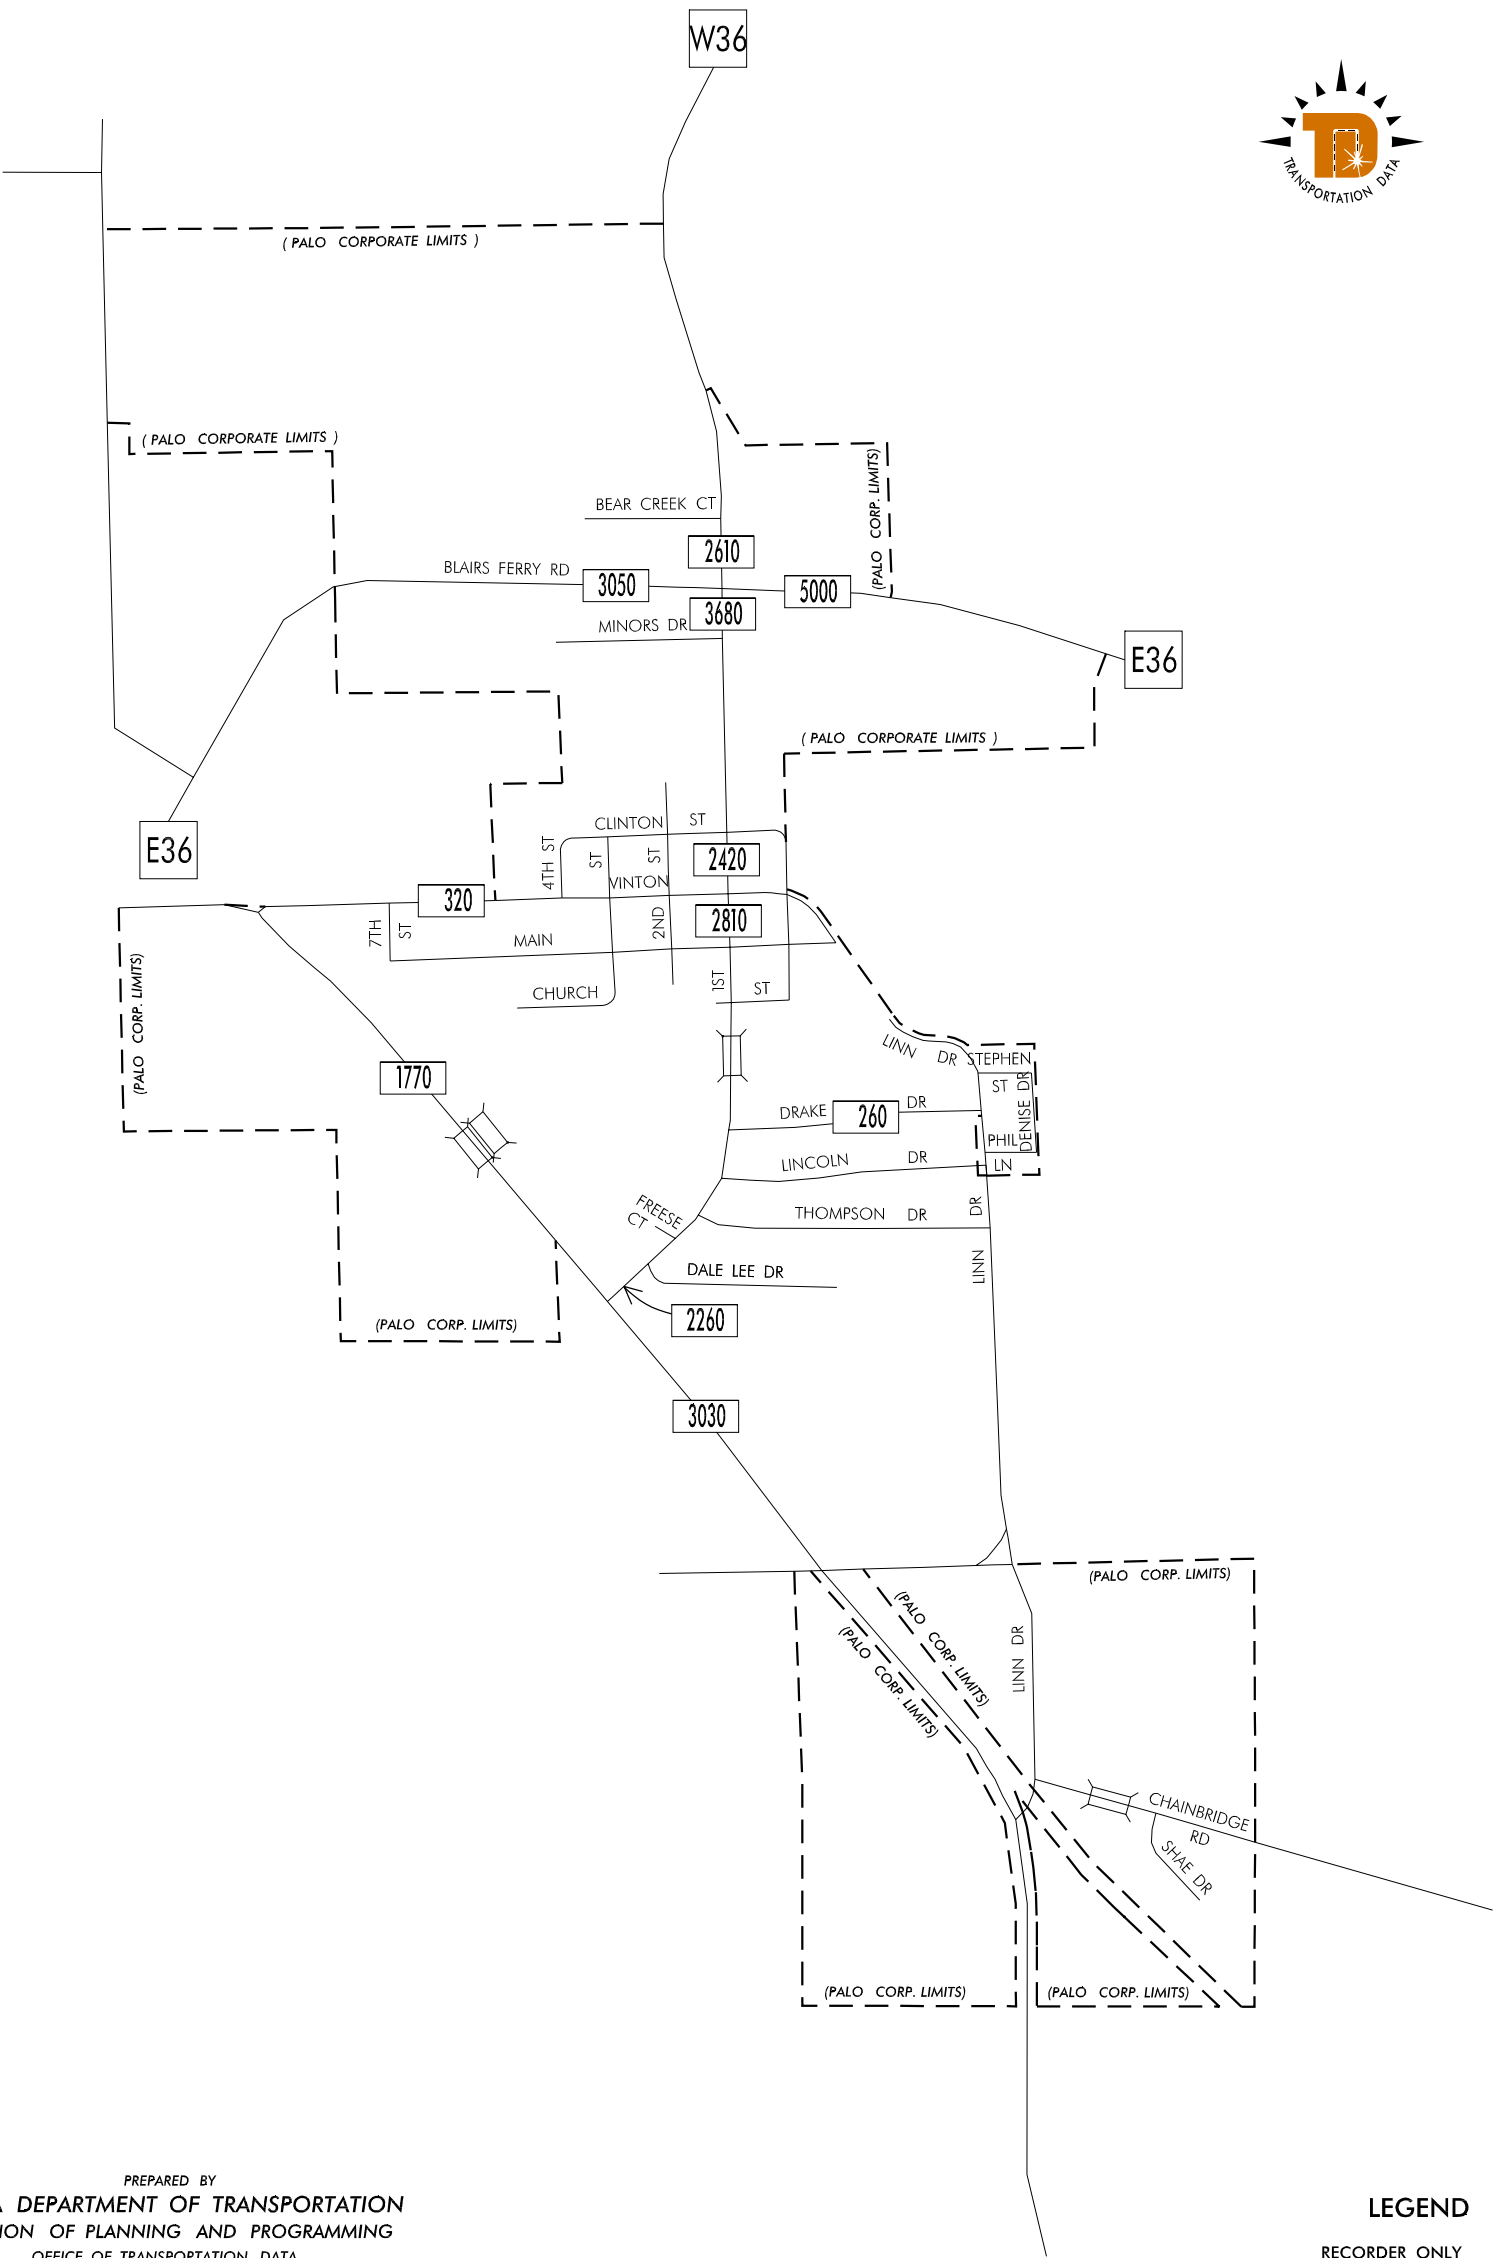 W36
TRANSPORTATION DATA
( PALO CORPORATE LIMITS )
( PALO CORPORATE LIMITS )
(PALO CORP. LIMITS)
BEAR CREEK CT
2610
BLAIRS FERRY RD
3050
5000
3680
MINORS DR
E36
( PALO CORPORATE LIMITS )
CLINTON ST
4TH ST
ST
ST
2420
E36
VINTON
320
2810
7TH ST
2ND
MAIN
(PALO CORP. LIMITS)
1ST
CHURCH
ST
LINN DR
STEPHEN
ST
DENISE DR
1770
DRAKE
260
DR
PHIL
LN
LINCOLN DR
FREESE
CT
THOMPSON DR
LINN DR
DALE LEE DR
2260
(PALO CORP. LIMITS)
3030
(PALO CORP. LIMITS)
(PALO CORP. LIMITS)
(PALO CORP. LIMITS)
LINN DR
CHAINBRIDGE
RD
SHAE DR
(PALO CORP. LIMITS)
(PALO CORP. LIMITS)
PREPARED BY
DEPARTMENT OF TRANSPORTATION
ION OF PLANNING AND PROGRAMMING
OFFICE OF TRANSPORTATION DATA
LEGEND
RECORDER ONLY